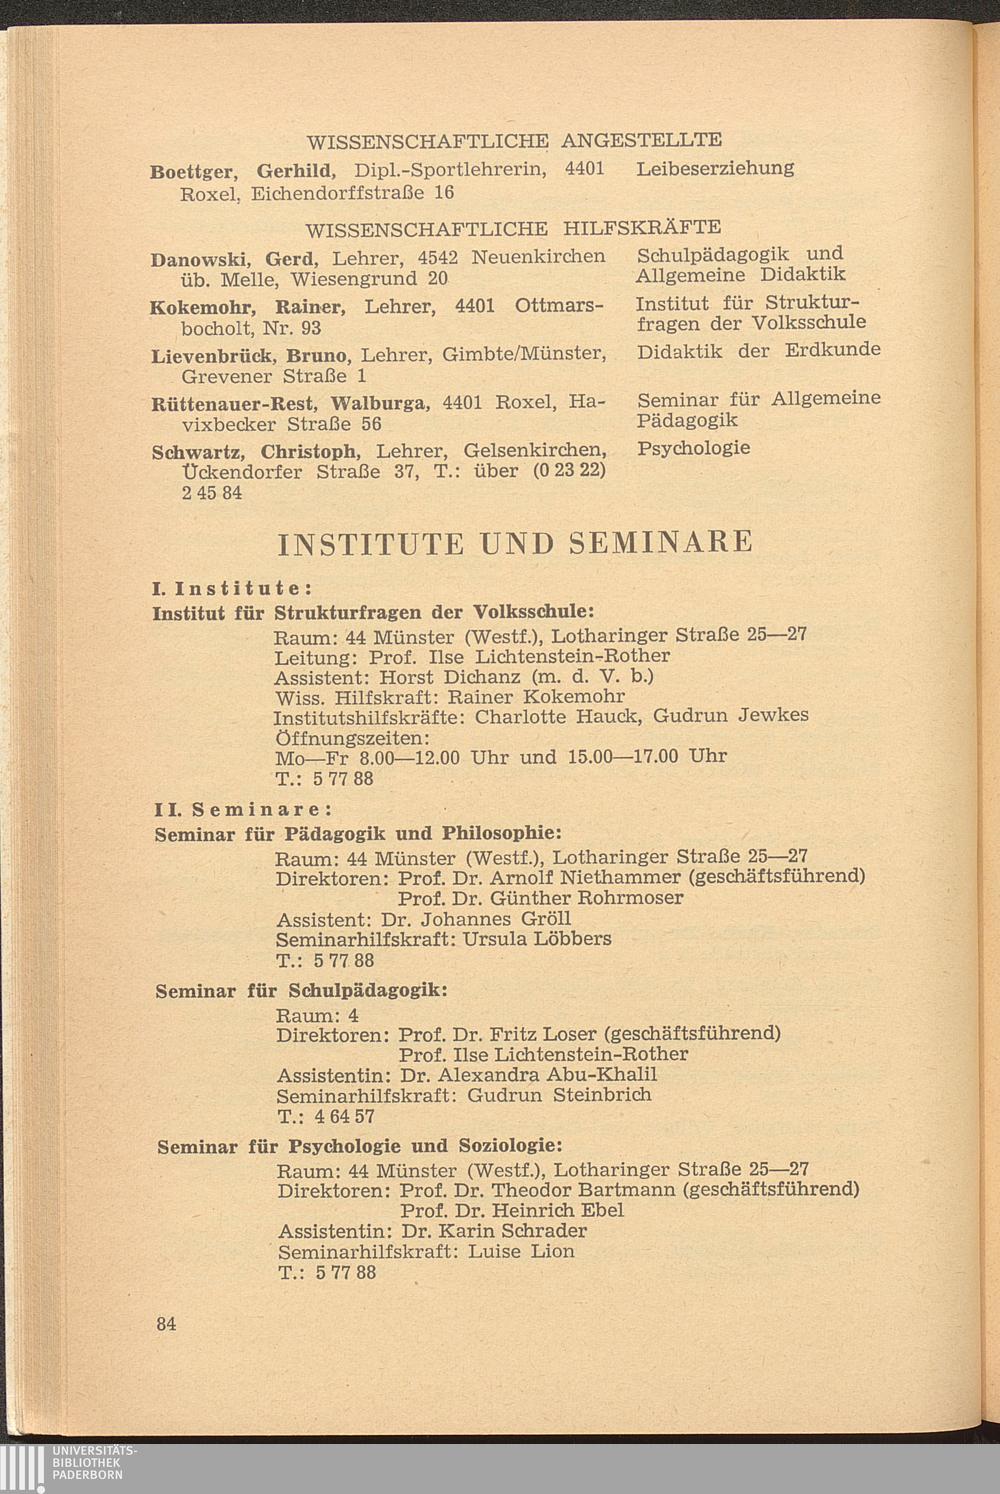 WISSENSCHAFTLICHE ANGESTELLTE
Boettger, Gerhild, Dipl.-Sportlehrerin, 4401 Leibeserziehung
Roxel, Eichendorffstraße 16
WISSENSCHAFTLICHE HILFSKRÄFTE
Danowski, Gerd, Lehrer, 4542 Neuenkirchen Schulpädagogik und
üb. Melle, Wiesengrund 20 Allgemeine Didaktik
Kokemohr, Rainer, Lehrer, 4401 Ottmars- Institut für Struktur-
bocholt, Nr. 93 fragen der Volksschule
Lievenbrück, Bruno, Lehrer, Gimbte/Münster, Didaktik der Erdkunde
Grevener Straße 1
Rüttenauer-Rest, Walburga, 4401 Roxel, Ha- Seminar für Allgemeine
vixbecker Straße 56 Pädagogik
Schwartz, Christoph, Lehrer, Gelsenkirchen, Psychologie
Ückendorfer Straße 37, T.: über (0 23 22)
2 45 84
INSTITUTE UND SEMINARE
I. Institute:
Institut für Strukturfragen der Volksschule:
Raum: 44 Münster (Westf.), Lotharinger Straße 25—27
Leitung: Prof. Ilse Lichtenstein-Rother
Assistent: Horst Dichanz (m. d. V. b.)
Wiss. Hilfskraft: Rainer Kokemohr
Institutshilfskräfte: Charlotte Hauck, Gudrun Jewkes
Öffnungszeiten:
Mo—Fr 8.00—12.00 Uhr und 15.00—17.00 Uhr
T.: 5 77 88
II. Seminare:
Seminar für Pädagogik und Philosophie:
Raum: 44 Münster (Westf.), Lotharinger Straße 25—27
Direktoren: Prof. Dr. Arnolf Niethammer (geschäftsführend)
Prof. Dr. Günther Rohrmoser
Assistent: Dr. Johannes Gröll
Seminarhilfskraft: Ursula Löbbers
T.: 5 77 88
Seminar für Schulpädagogik:
Raum: 4
Direktoren: Prof. Dr. Fritz Loser (geschäftsführend)
Prof. Ilse Lichtenstein-Rother
Assistentin: Dr. Alexandra Abu-Khalil
Seminarhilfskraft: Gudrun Steinbrich
T.: 4 64 57
Seminar für Psychologie und Soziologie:
Raum: 44 Münster (Westf.), Lotharinger Straße 25—27
Direktoren: Prof. Dr. Theodor Bartmann (geschäftsführend)
Prof. Dr. Heinrich Ebel
Assistentin: Dr. Karin Schrader
Seminarhilfskraft: Luise Lion
T.: 5 77 88
84
UNIVERSITÄTS-
BIBLIOTHEK
PADERBORN